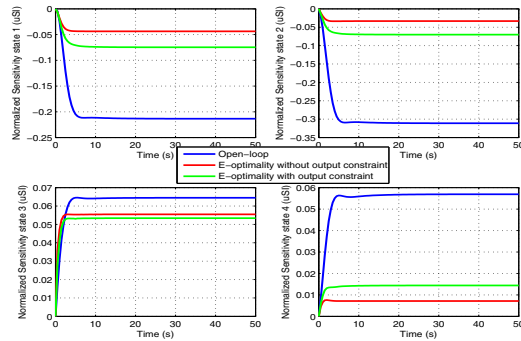 Normalized Sensitivity state 1 (uSI)
0
−0.05
−0.1
−0.15
−0.2
−0.25
0 10 20 30 40 50
Time (s)
Normalized Sensitivity state 2 (uSI)
0
−0.05
−0.1
−0.15
−0.2
−0.25
−0.3
−0.35
0 10 20 30 40 50
Time (s)
Open−loop
E−optimality without output constraint
E−optimality with output constraint
Normalized Sensitivity state 3 (uSI)
0.07
0.06
0.05
0.04
0.03
0.02
0.01
0
0 10 20 30 40 50
Time (s)
Normalized Sensitivity state 4 (uSI)
0.06
0.05
0.04
0.03
0.02
0.01
0
0 10 20 30 40 50
Time (s)